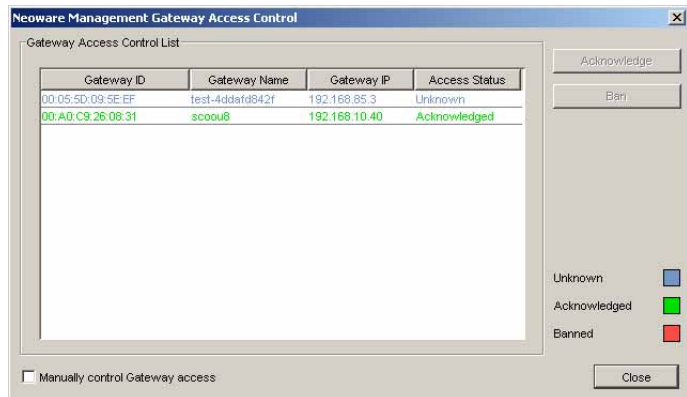 Neoware Management Gateway Access Control
Gateway Access Control List
Gateway ID Gateway Name Gateway IP Access Status
00:05:5D:09:5E:EF test-4ddafd842f 192.168.85.3 Unknown
00:A0:C9:26:08:31 scoou8 192.168.10.40 Acknowledged
Acknowledge
Ban
Unknown
Acknowledged
Banned
Manually control Gateway access
Close